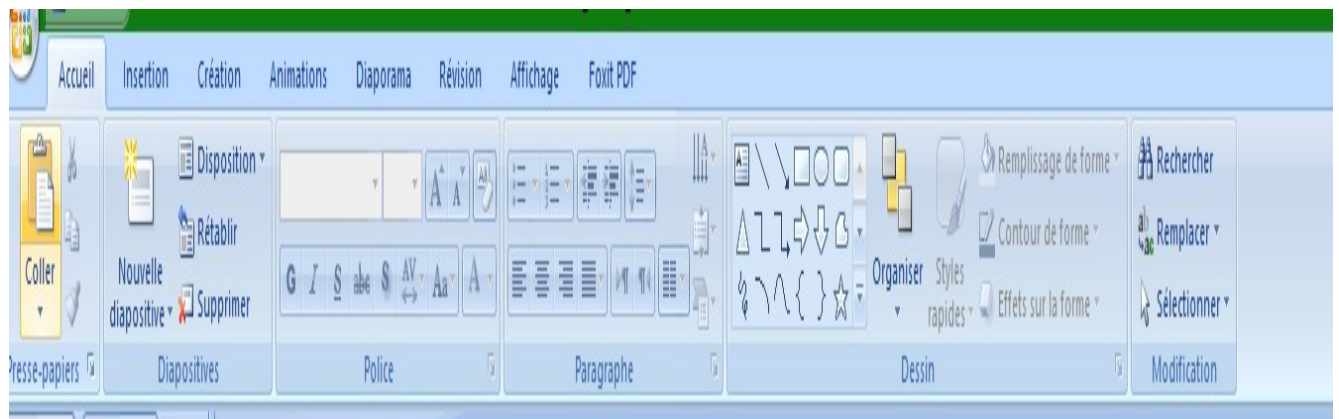 Accueil Insertion Création Animations Diaporama Révision Affichage Foxit PDF
Coller
Nouvelle diapositive
Disposition
Rétablir
Supprimer
G I S abc S AV Aa A
Organiser
Styles rapides
Remplissage de forme
Contour de forme
Effets sur la forme
Rechercher
Remplacer
Sélectionner
Presse-papiers Diapositives Police Paragraphe Dessin Modification